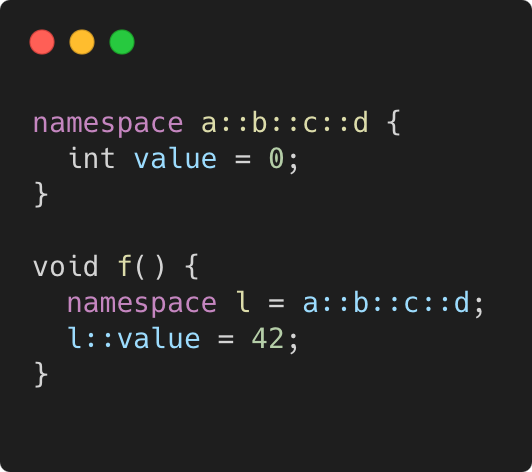 namespace a::b::c::d {
  int value = 0;
}

void f() {
  namespace l = a::b::c::d;
  l::value = 42;
}